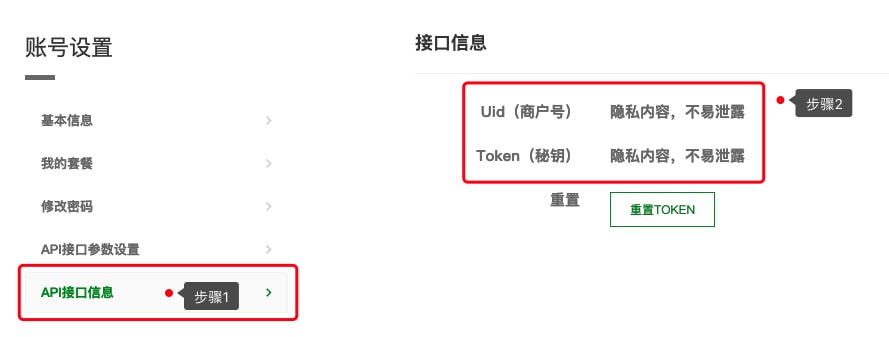 账号设置
基本信息
我的套餐
修改密码
API接口参数设置
API接口信息
步骤1
接口信息
Uid（商户号） 隐私内容，不易泄露
步骤2
Token（秘钥） 隐私内容，不易泄露
重置 重置TOKEN